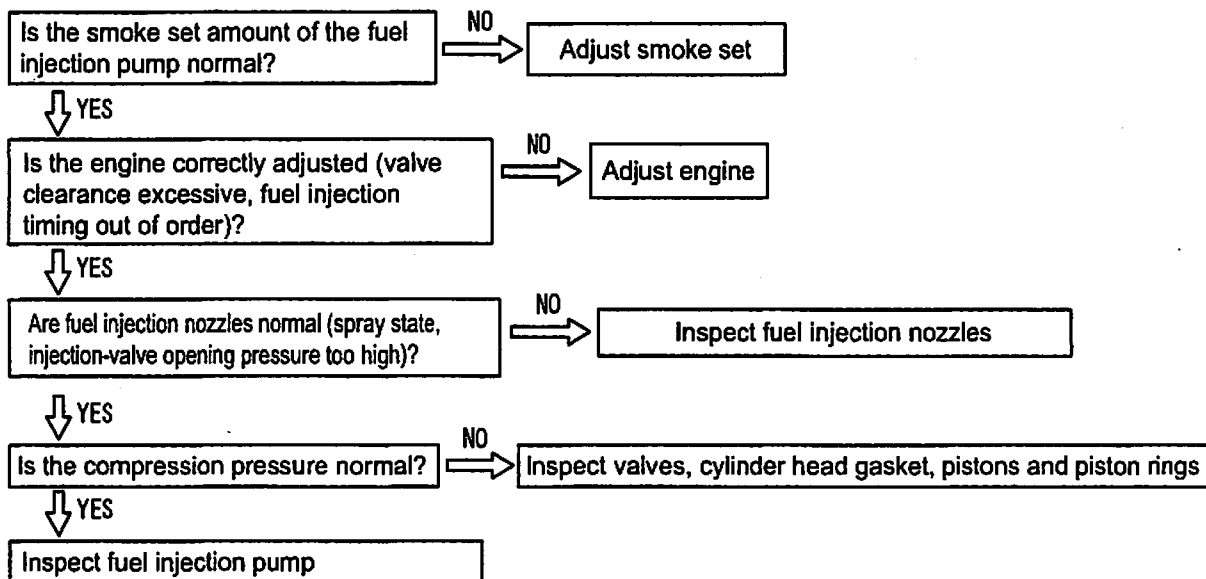 Is the smoke set amount of the fuel
injection pump normal?
NO
Adjust smoke set
YES
Is the engine correctly adjusted (valve
clearance excessive, fuel injection
timing out of order)?
NO
Adjust engine
YES
Are fuel injection nozzles normal (spray state,
injection-valve opening pressure too high)?
NO
Inspect fuel injection nozzles
YES
Is the compression pressure normal?
NO
Inspect valves, cylinder head gasket, pistons and piston rings
YES
Inspect fuel injection pump